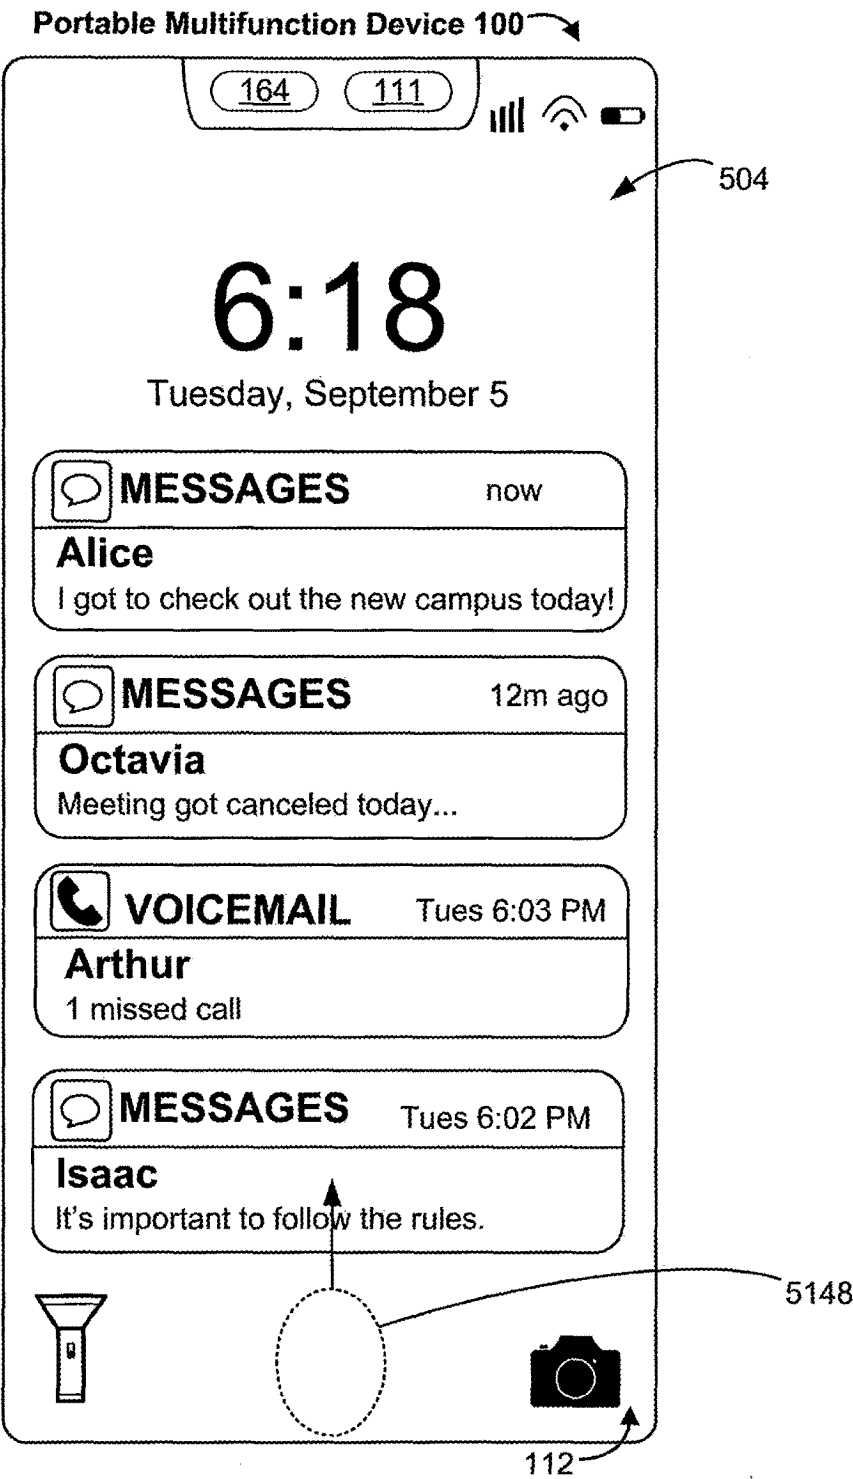 Portable Multifunction Device 100
164 111
504
6:18
Tuesday, September 5
MESSAGES now
Alice
I got to check out the new campus today!
MESSAGES 12m ago
Octavia
Meeting got canceled today...
VOICEMAIL Tues 6:03 PM
Arthur
1 missed call
MESSAGES Tues 6:02 PM
Isaac
It's important to follow the rules.
5148
112